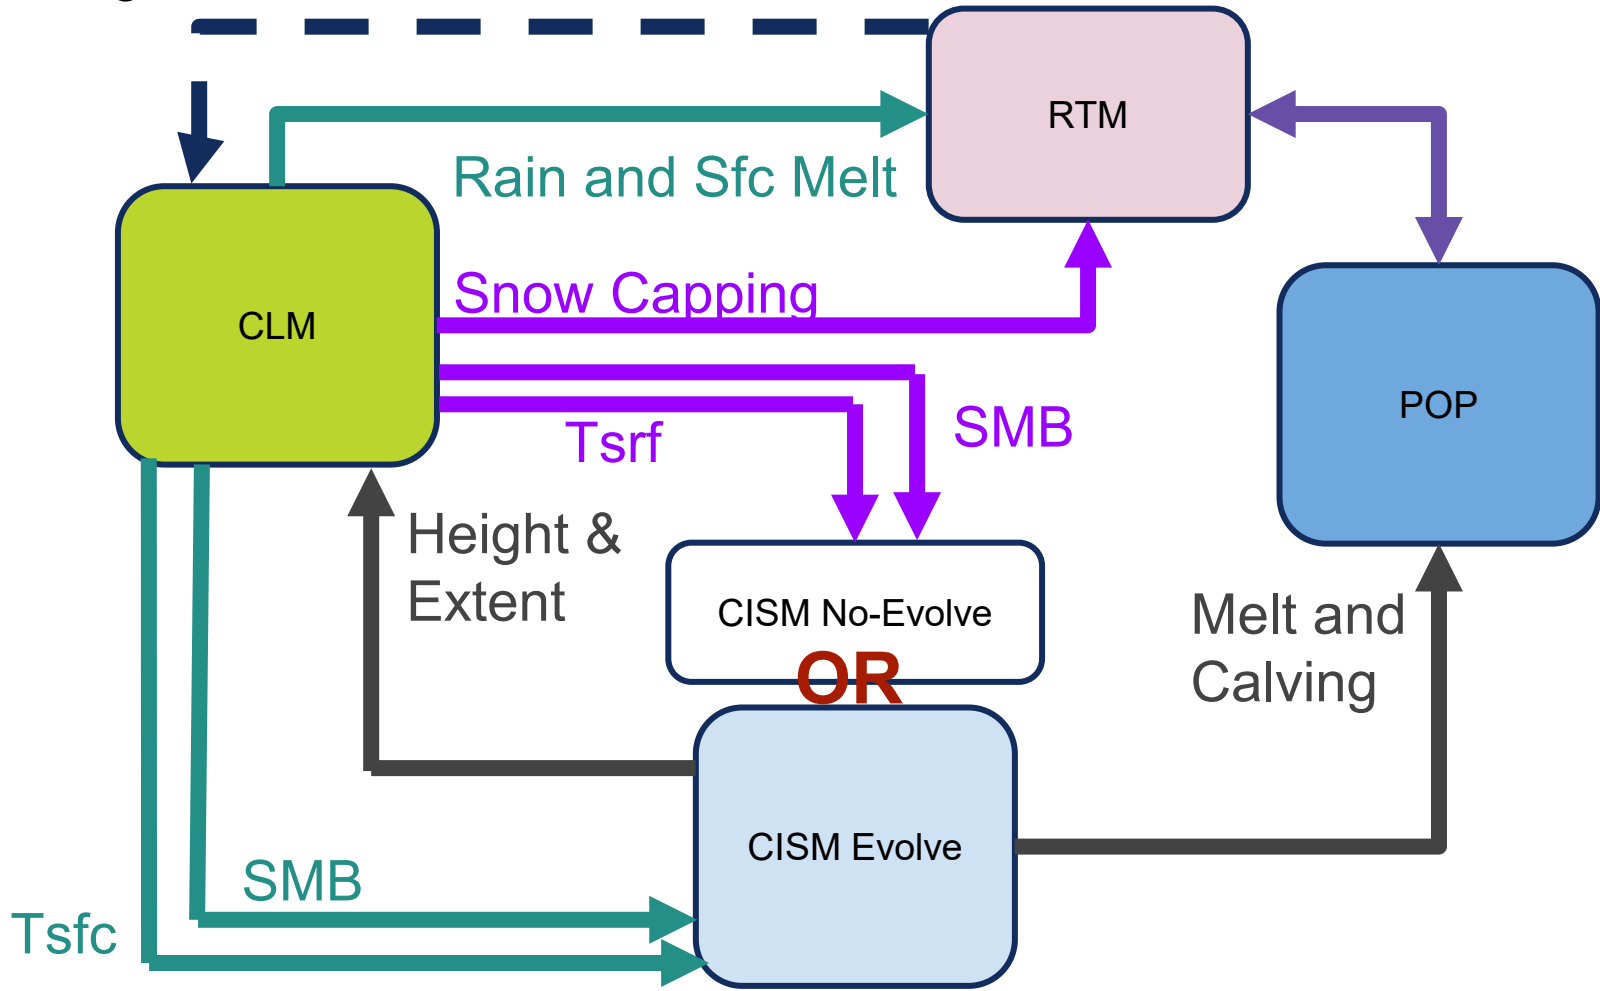 RTM
Rain and Sfc Melt
Snow Capping
CLM
POP
SMB
Tsrf
Height &
Extent
CISM No-Evolve
OR
Melt and
Calving
CISM Evolve
SMB
Tsfc